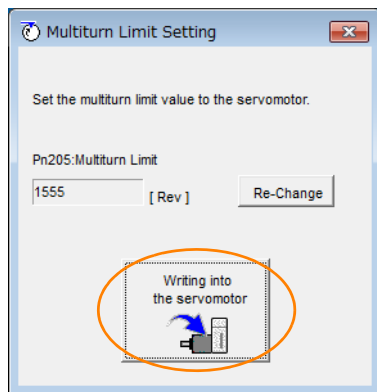 Multiturn Limit Setting
Set the multiturn limit value to the servomotor.
Pn205:Multiturn Limit
1555 [ Rev ] Re-Change
Writing into
the servomotor